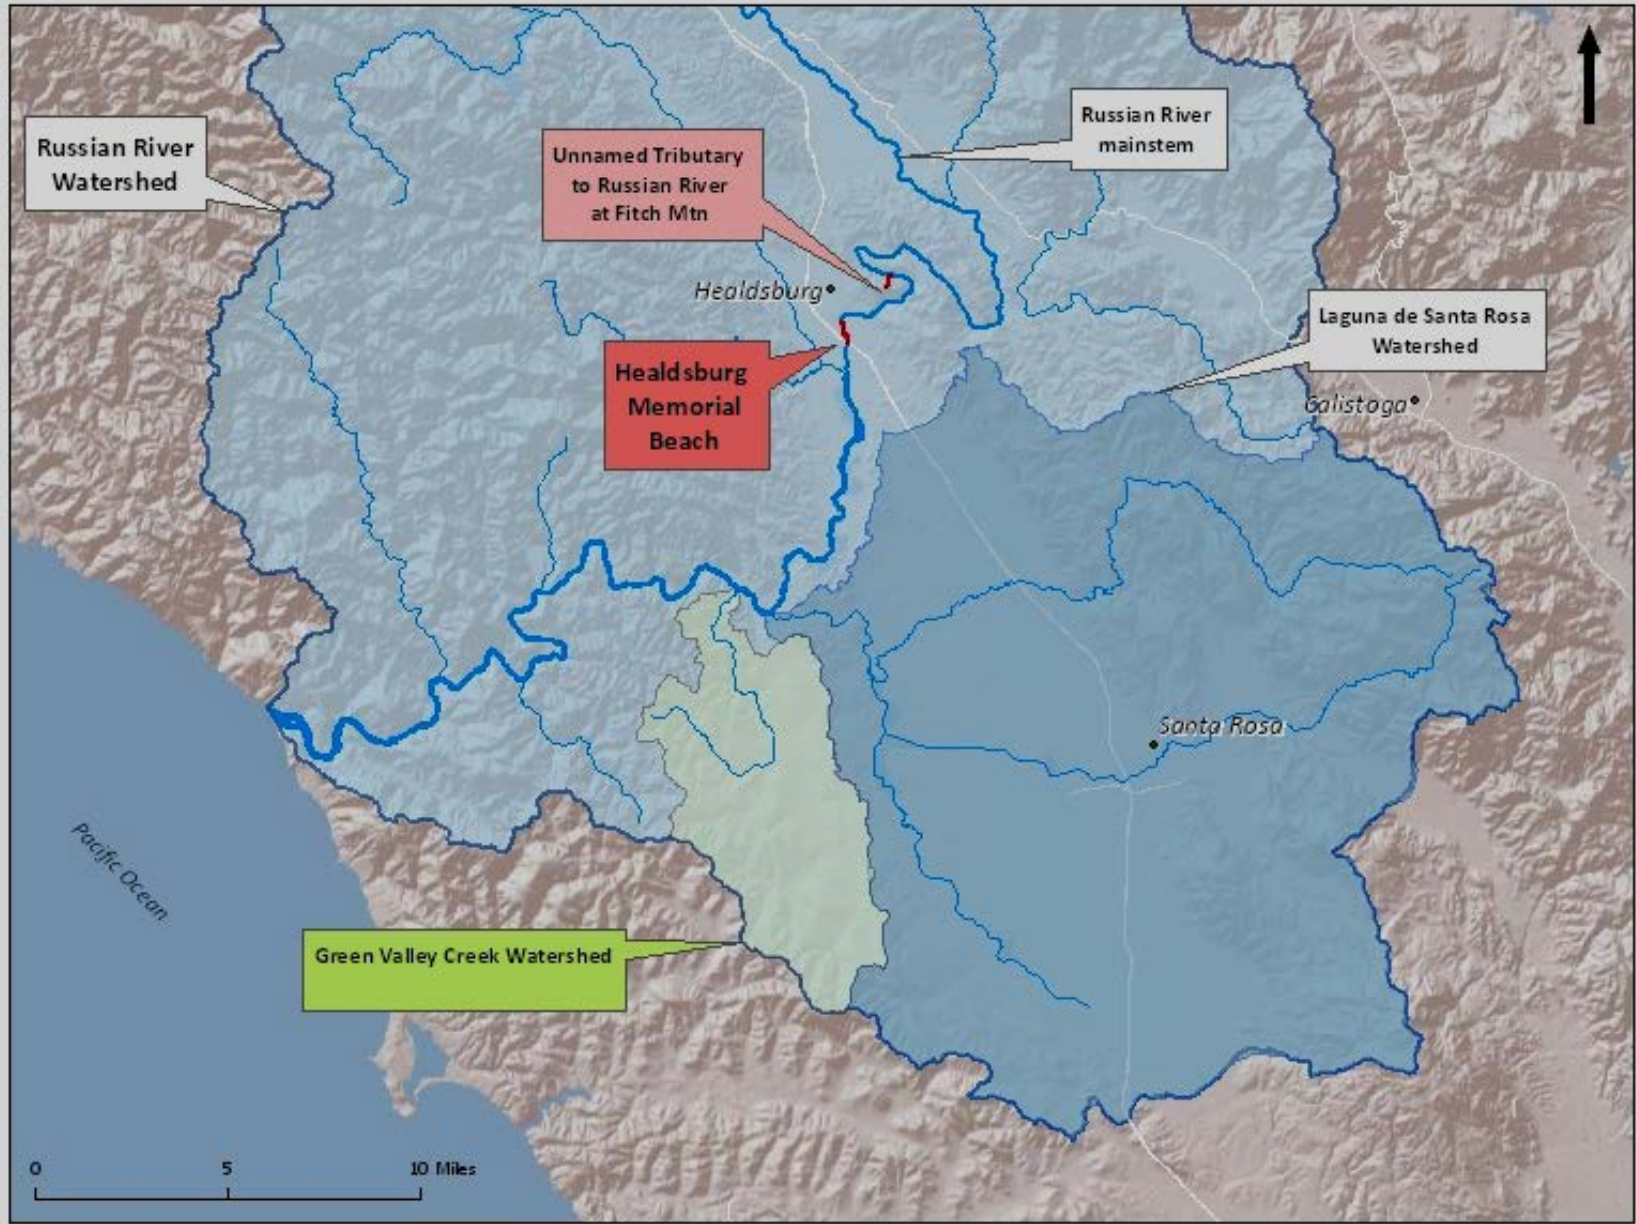 Russian River
mainstem
Russian River
Watershed
Unnamed Tributary
to Russian River
at Fitch Mtn
Healdsburg
Laguna de Santa Rosa
Watershed
Healdsburg
Memorial
Beach
Calistoga
Santa Rosa
Pacific Ocean
Green Valley Creek Watershed
0 5 10 Miles